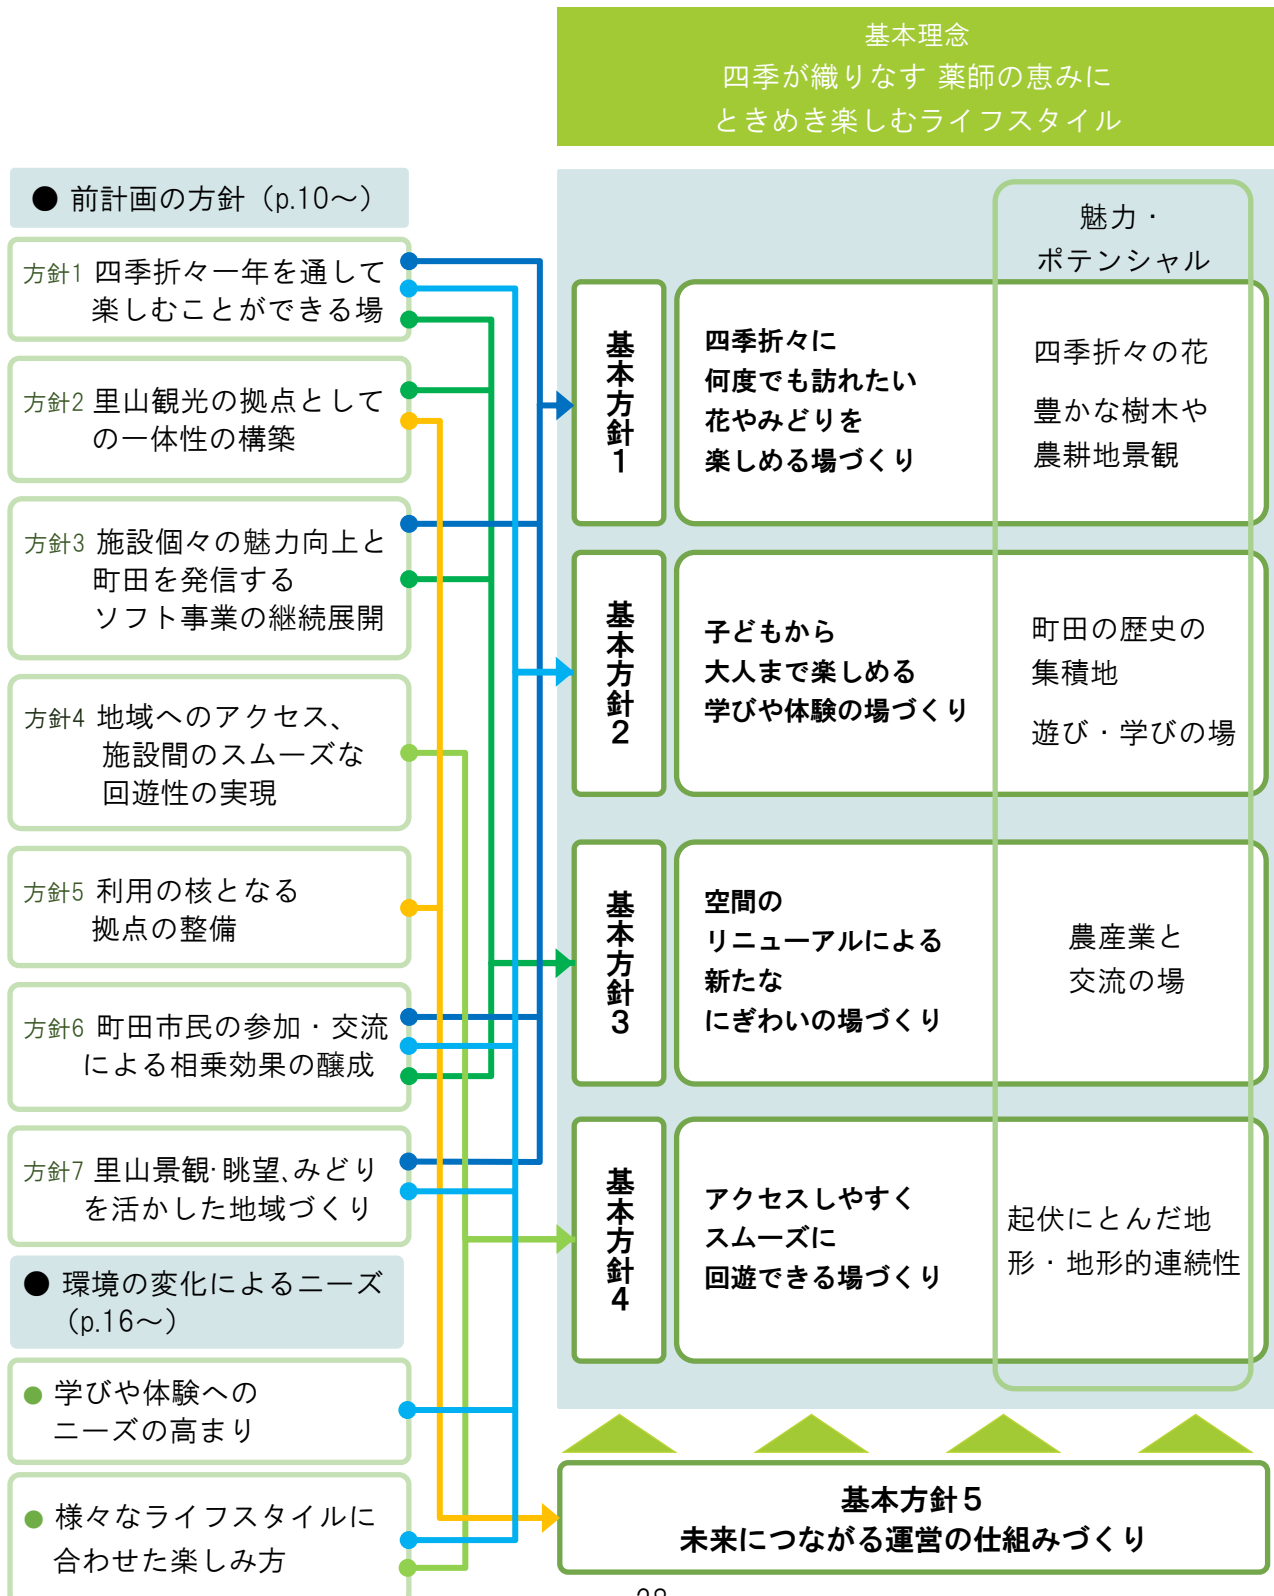 基本理念
四季が織りなす 薬師の恵みに
ときめき楽しむライフスタイル
● 前計画の方針（p.10～）
方針1 四季折々一年を通して
楽しむことができる場
方針2 里山観光の拠点として
の一体性の構築
方針3 施設個々の魅力向上と
町田を発信する
ソフト事業の継続展開
方針4 地域へのアクセス、
施設間のスムーズな
回遊性の実現
方針5 利用の核となる
拠点の整備
方針6 町田市民の参加・交流
による相乗効果の醸成
方針7 里山景観･眺望､みどり
を活かした地域づくり
● 環境の変化によるニーズ
（p.16～）
● 学びや体験への
ニーズの高まり
● 様々なライフスタイルに
合わせた楽しみ方
魅力・
ポテンシャル
基本方針１
四季折々に
何度でも訪れたい
花やみどりを
楽しめる場づくり
四季折々の花
豊かな樹木や
農耕地景観
基本方針２
子どもから
大人まで楽しめる
学びや体験の場づくり
町田の歴史の
集積地
遊び・学びの場
基本方針３
空間の
リニューアルによる
新たな
にぎわいの場づくり
農産業と
交流の場
基本方針４
アクセスしやすく
スムーズに
回遊できる場づくり
起伏にとんだ地
形・地形的連続性
基本方針５
未来につながる運営の仕組みづくり